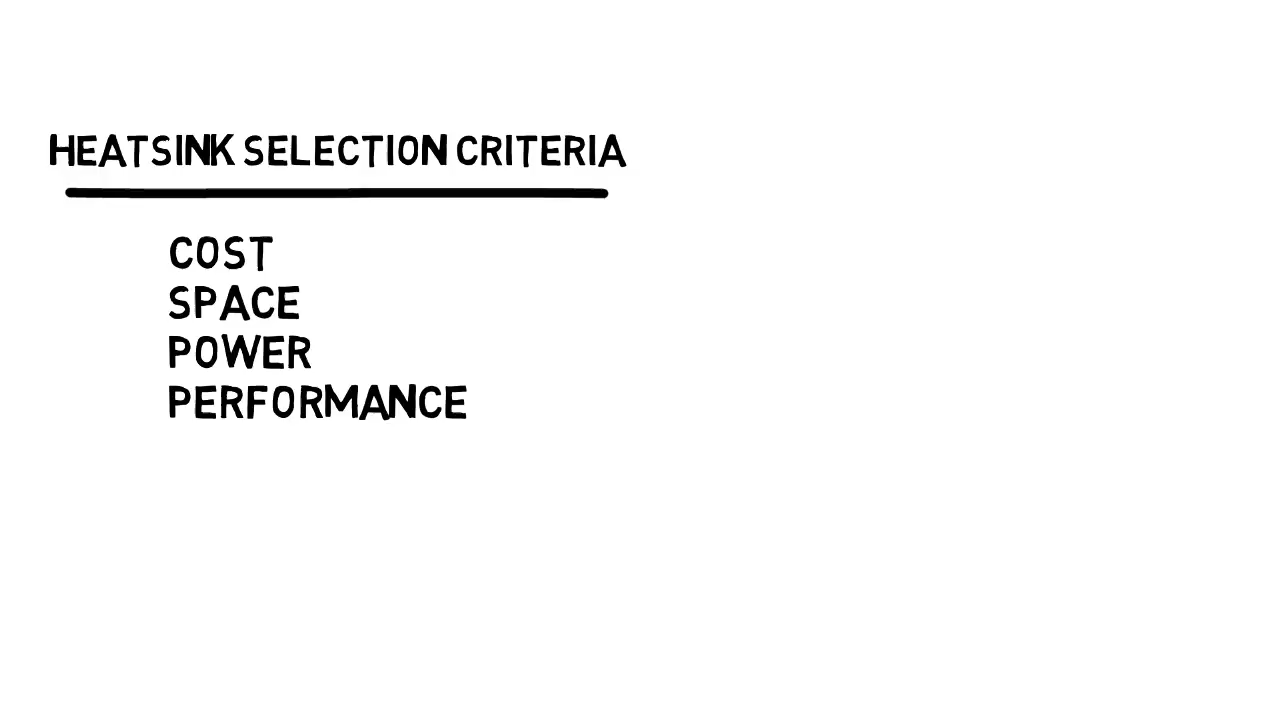 HEATSINK SELECTION CRITERIA
COST
SPACE
POWER
PERFORMANCE